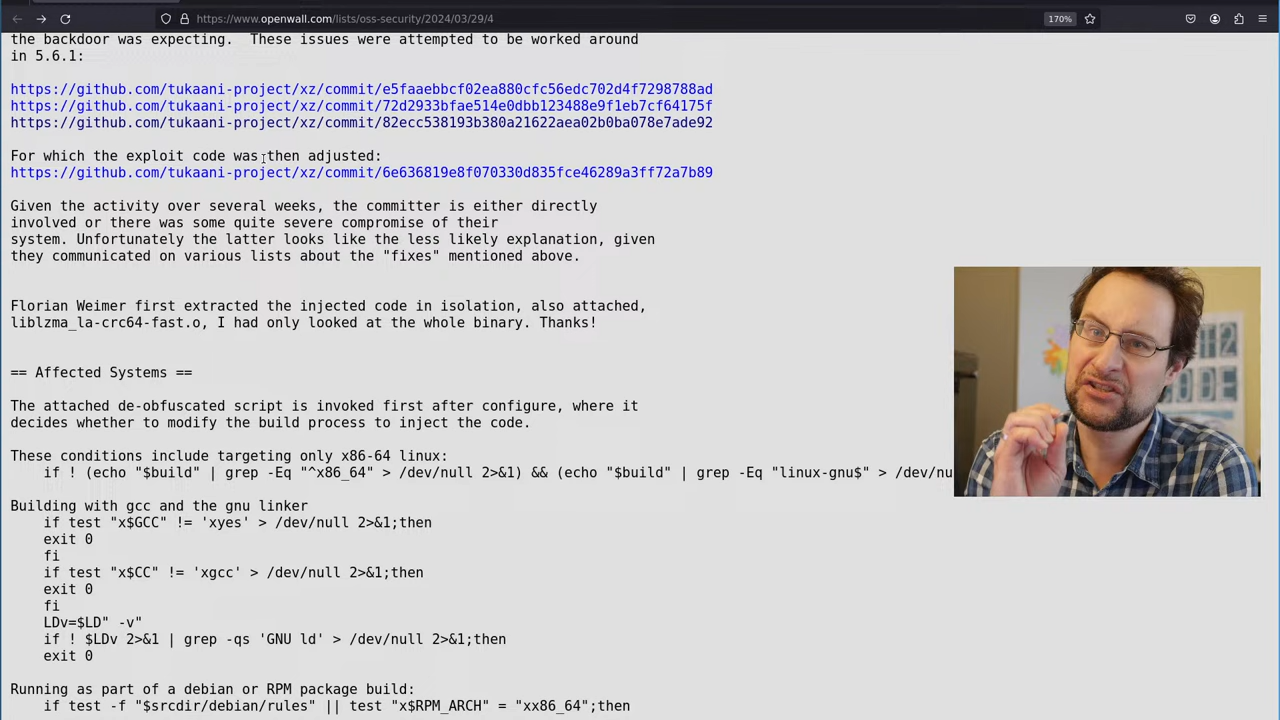 https://www.openwall.com/lists/oss-security/2024/03/29/4
170%
the backdoor was expecting.  These issues were attempted to be worked around
in 5.6.1:
https://github.com/tukaani-project/xz/commit/e5faaebbcf02ea880cfc56edc702d4f7298788ad
https://github.com/tukaani-project/xz/commit/72d2933bfae514e0dbb123488e9f1eb7cf64175f
https://github.com/tukaani-project/xz/commit/82ecc538193b380a21622aea02b0ba078e7ade92
For which the exploit code was then adjusted:
https://github.com/tukaani-project/xz/commit/6e636819e8f070330d835fce46289a3ff72a7b89
Given the activity over several weeks, the committer is either directly
involved or there was some quite severe compromise of their
system. Unfortunately the latter looks like the less likely explanation, given
they communicated on various lists about the "fixes" mentioned above.
Florian Weimer first extracted the injected code in isolation, also attached,
liblzma_la-crc64-fast.o, I had only looked at the whole binary. Thanks!
== Affected Systems ==
The attached de-obfuscated script is invoked first after configure, where it
decides whether to modify the build process to inject the code.
These conditions include targeting only x86-64 linux:
    if ! (echo "$build" | grep -Eq "^x86_64" > /dev/null 2>&1) && (echo "$build" | grep -Eq "linux-gnu$" > /dev/nu
Building with gcc and the gnu linker
    if test "x$GCC" != 'xyes' > /dev/null 2>&1;then
    exit 0
    fi
    if test "x$CC" != 'xgcc' > /dev/null 2>&1;then
    exit 0
    fi
    LDv=$LD" -v"
    if ! $LDv 2>&1 | grep -qs 'GNU ld' > /dev/null 2>&1;then
    exit 0
Running as part of a debian or RPM package build:
    if test -f "$srcdir/debian/rules" || test "x$RPM_ARCH" = "xx86_64";then